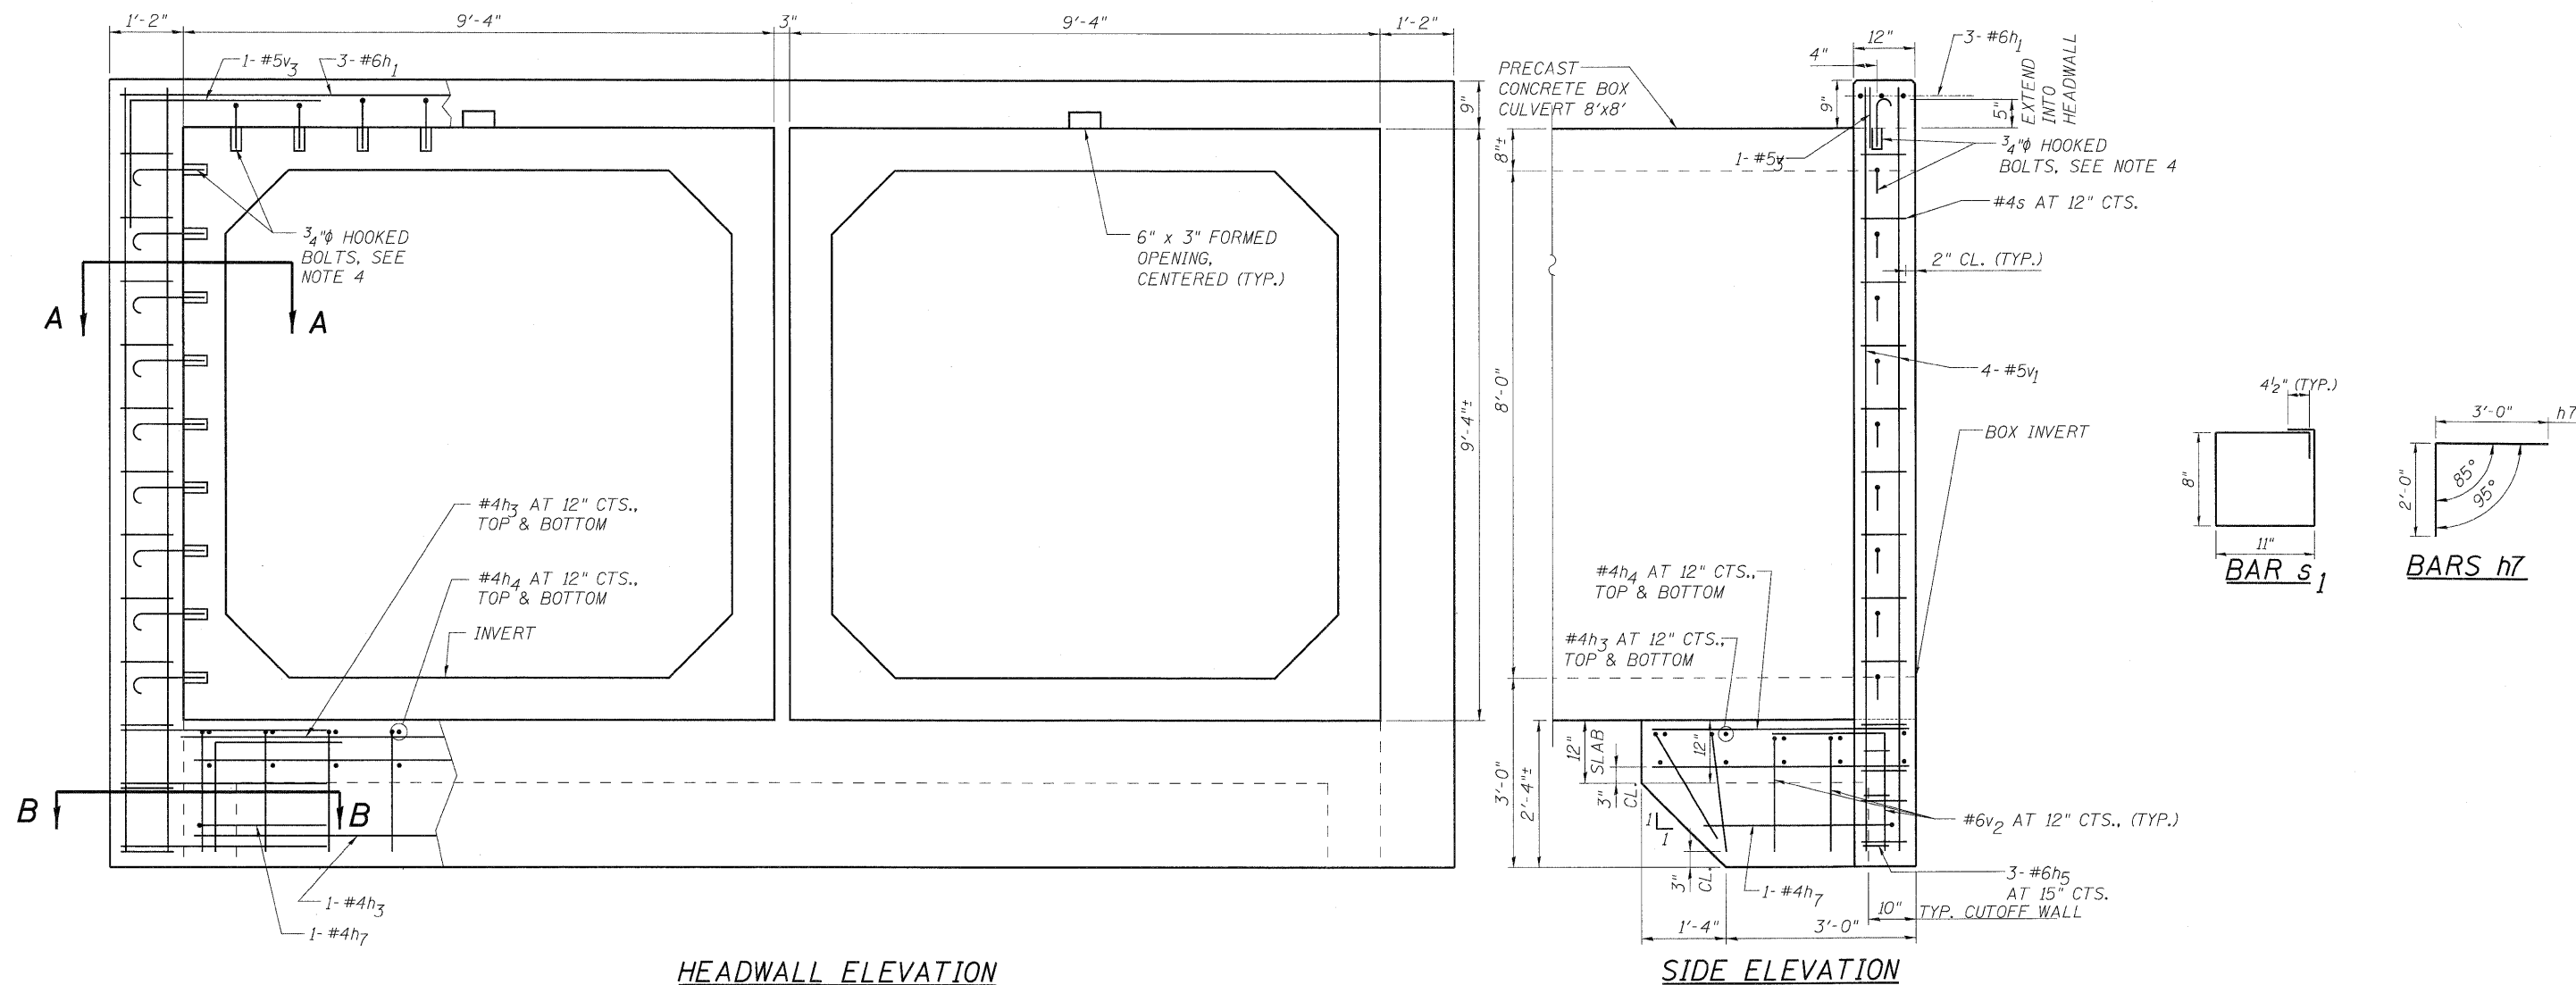 1'-2"
9'-4"
3"
9'-4"
1'-2"
1- #5v3
3- #6h1
9"
9'-4"±
3/4"ϕ HOOKED
BOLTS, SEE
NOTE 4
6" x 3" FORMED
OPENING,
CENTERED (TYP.)
A
A
#4h3 AT 12" CTS.,
TOP & BOTTOM
#4h4 AT 12" CTS.,
TOP & BOTTOM
INVERT
B
B
1- #4h3
1- #4h7
HEADWALL ELEVATION
12"
4"
3- #6h1
PRECAST
CONCRETE BOX
CULVERT 8'x8'
9"
5"
EXTEND
INTO
HEADWALL
8"±
1- #5v3
3/4"ϕ HOOKED
BOLTS, SEE NOTE 4
#4s AT 12" CTS.
2" CL. (TYP.)
8'-0"
4- #5v1
BOX INVERT
#4h4 AT 12" CTS.,
TOP & BOTTOM
#4h3 AT 12" CTS.,
TOP & BOTTOM
12"
SLAB
12"
3"
CL.
3'-0"
2'-4"±
1
1
3"
CL.
#6v2 AT 12" CTS., (TYP.)
1- #4h7
3- #6h5
AT 15" CTS.
10"
TYP. CUTOFF WALL
1'-4"
3'-0"
SIDE ELEVATION
4½" (TYP.)
8"
11"
BAR s1
3'-0"
h7
2'-0"
85°
95°
BARS h7